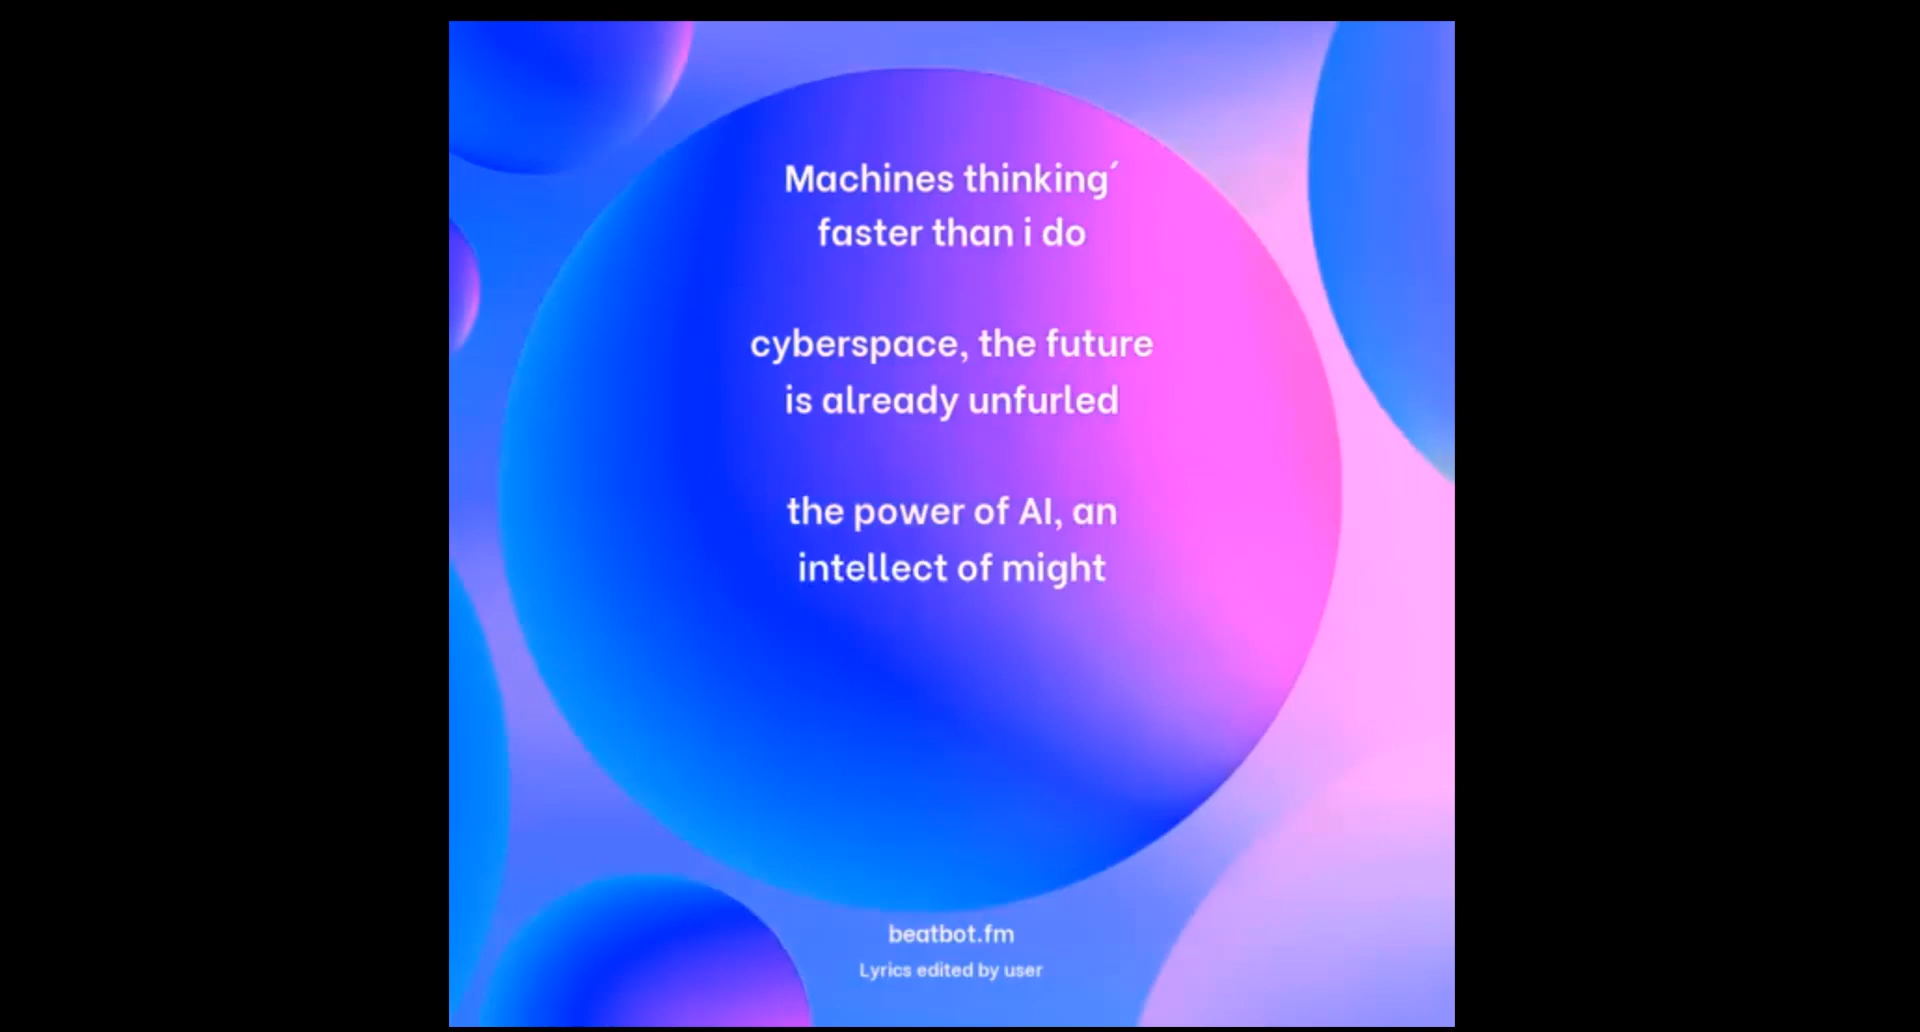 Machines thinking´
faster than i do
cyberspace, the future
is already unfurled
the power of AI, an
intellect of might
beatbot.fm
Lyrics edited by user